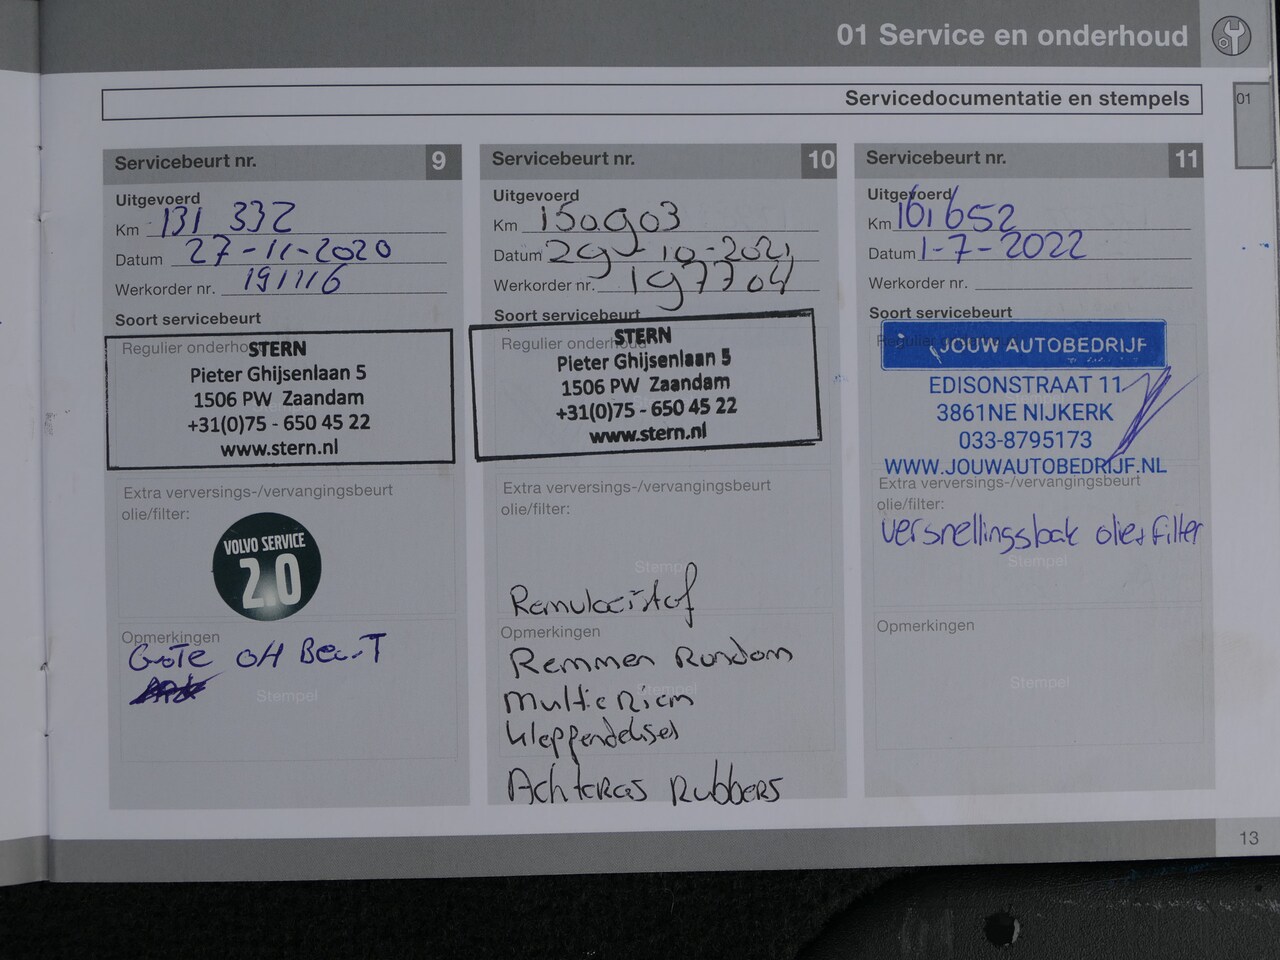 01 Service en onderhoud
Servicedocumentatie en stempels
01
Servicebeurt nr. 9
Uitgevoerd
Km 131 332
Datum 27-11-2020
Werkorder nr. 191116
Soort servicebeurt
Regulier onderho
STERN
Pieter Ghijsenlaan 5
1506 PW Zaandam
+31(0)75 - 650 45 22
www.stern.nl
Extra verversings-/vervangingsbeurt
olie/filter:
VOLVO SERVICE
2.0
Opmerkingen
Grote OH Beurt
Stempel
Servicebeurt nr. 10
Uitgevoerd
Km 150903
Datum 29-10-2021
Werkorder nr. 197704
Soort servicebeurt
Regulier onderhoud
STERN
Pieter Ghijsenlaan 5
1506 PW Zaandam
+31(0)75 - 650 45 22
www.stern.nl
Extra verversings-/vervangingsbeurt
olie/filter:
Stempel
Remvloeistof
Opmerkingen
Remmen Rondom
Multie Riem
Kleppendeksel
Achteras Rubbers
Servicebeurt nr. 11
Uitgevoerd
Km 161652
Datum 1-7-2022
Werkorder nr.
Soort servicebeurt
Regulier onderhoud
JOUW AUTOBEDRIJF
EDISONSTRAAT 11
3861NE NIJKERK
033-8795173
WWW.JOUWAUTOBEDRIJF.NL
Extra verversings-/vervangingsbeurt
olie/filter:
versnellingsbak olie+filter
Stempel
Opmerkingen
Stempel
13